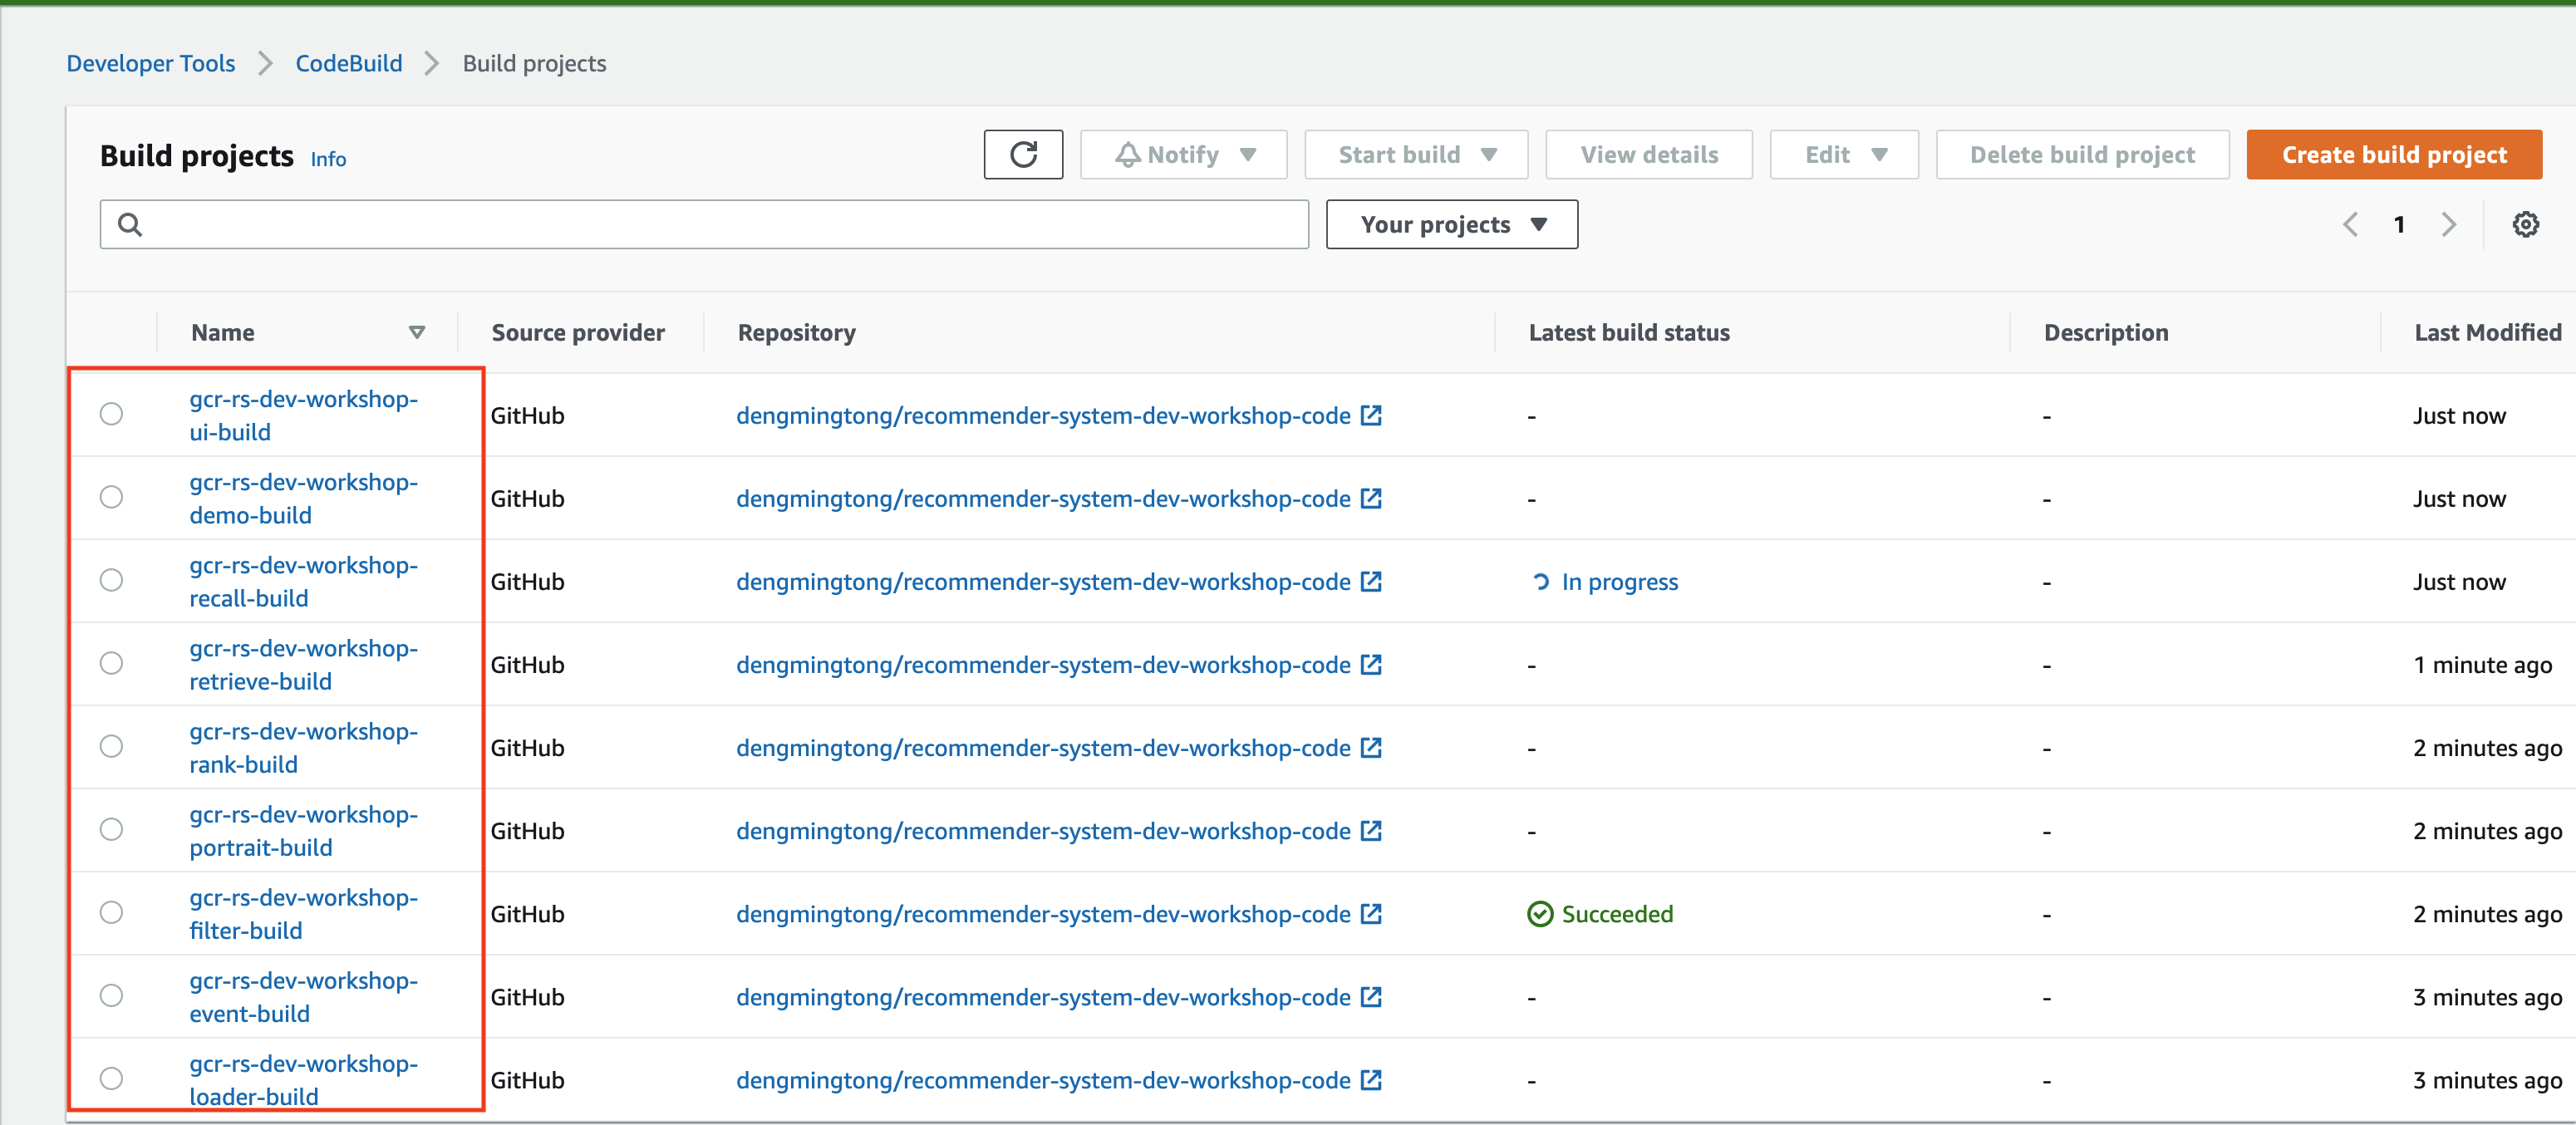 Developer Tools > CodeBuild > Build projects
Build projects Info
Notify Start build View details Edit Delete build project Create build project
Your projects 1
Name Source provider Repository Latest build status Description Last Modified
gcr-rs-dev-workshop-
ui-build
GitHub dengmingtong/recommender-system-dev-workshop-code - - Just now
gcr-rs-dev-workshop-
demo-build
GitHub dengmingtong/recommender-system-dev-workshop-code - - Just now
gcr-rs-dev-workshop-
recall-build
GitHub dengmingtong/recommender-system-dev-workshop-code In progress - Just now
gcr-rs-dev-workshop-
retrieve-build
GitHub dengmingtong/recommender-system-dev-workshop-code - - 1 minute ago
gcr-rs-dev-workshop-
rank-build
GitHub dengmingtong/recommender-system-dev-workshop-code - - 2 minutes ago
gcr-rs-dev-workshop-
portrait-build
GitHub dengmingtong/recommender-system-dev-workshop-code - - 2 minutes ago
gcr-rs-dev-workshop-
filter-build
GitHub dengmingtong/recommender-system-dev-workshop-code Succeeded - 2 minutes ago
gcr-rs-dev-workshop-
event-build
GitHub dengmingtong/recommender-system-dev-workshop-code - - 3 minutes ago
gcr-rs-dev-workshop-
loader-build
GitHub dengmingtong/recommender-system-dev-workshop-code - - 3 minutes ago